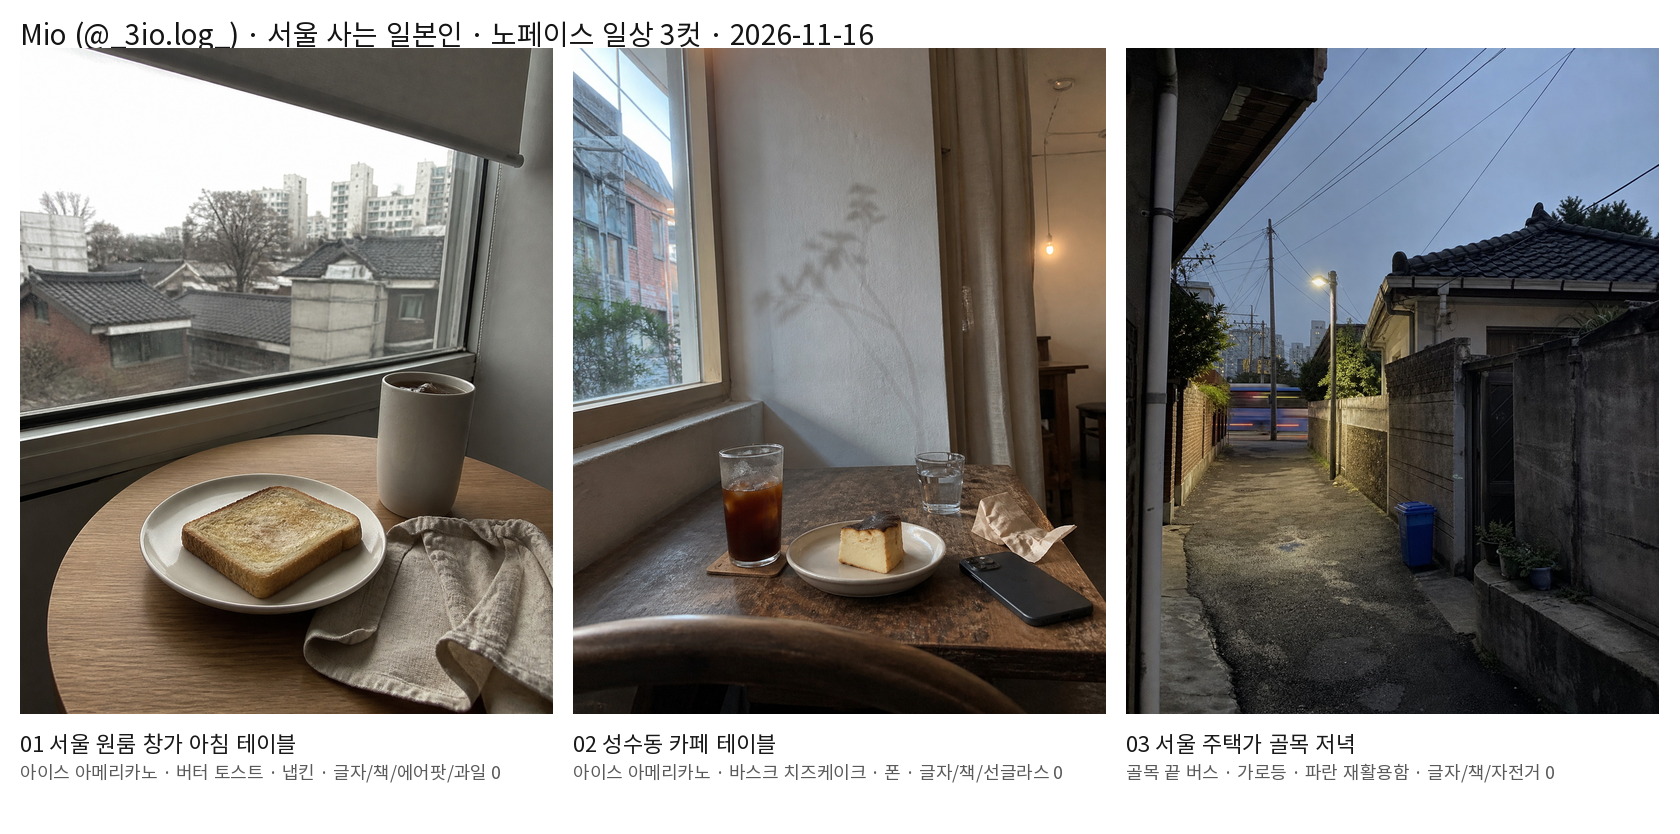 Mio (@_3io.log_) · 서울 사는 일본인 · 노페이스 일상 3컷 · 2026-11-16
01 서울 원룸 창가 아침 테이블
아이스 아메리카노 · 버터 토스트 · 냅킨 · 글자/책/에어팟/과일 0
02 성수동 카페 테이블
아이스 아메리카노 · 바스크 치즈케이크 · 폰 · 글자/책/선글라스 0
03 서울 주택가 골목 저녁
골목 끝 버스 · 가로등 · 파란 재활용함 · 글자/책/자전거 0